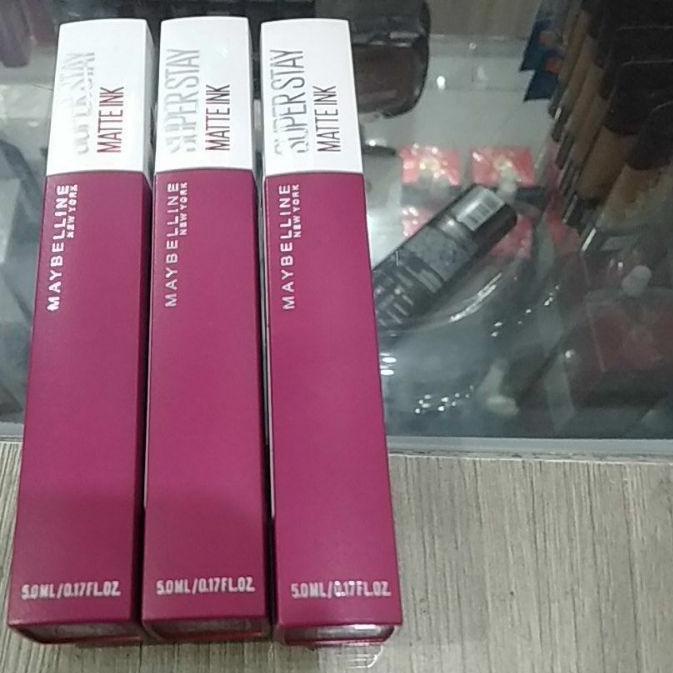 SUPER STAY
MATTE INK
MAYBELLINE
NEW YORK
5.0ML/0.17FL.OZ.
SUPER STAY
MATTE INK
MAYBELLINE
NEW YORK
5.0ML/0.17FL.OZ.
SUPER STAY
MATTE INK
MAYBELLINE
NEW YORK
5.0ML/0.17FL.OZ.